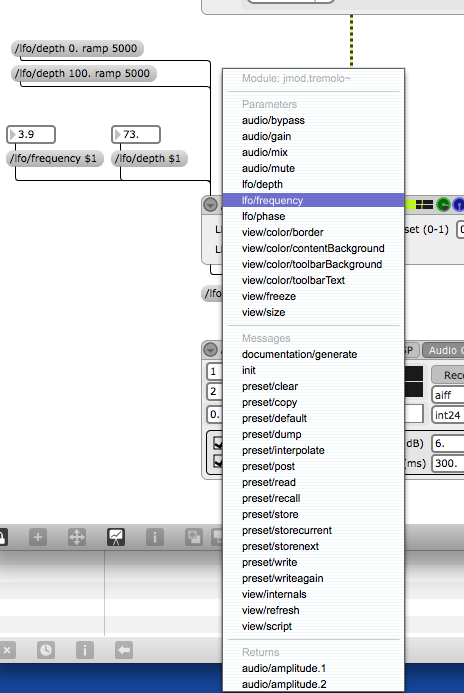 /lfo/depth 0. ramp 5000
/lfo/depth 100. ramp 5000
3.9
73.
/lfo/frequency $1
/lfo/depth $1
Module: jmod.tremolo~
Parameters
audio/bypass
audio/gain
audio/mix
audio/mute
lfo/depth
lfo/frequency
lfo/phase
view/color/border
view/color/contentBackground
view/color/toolbarBackground
view/color/toolbarText
view/freeze
view/size
Messages
documentation/generate
init
preset/clear
preset/copy
preset/default
preset/dump
preset/interpolate
preset/post
preset/read
preset/recall
preset/store
preset/storecurrent
preset/storenext
preset/write
preset/writeagain
view/internals
view/refresh
view/script
Returns
audio/amplitude.1
audio/amplitude.2
set (0-1)
/lfo
1
2
0.
SP
Audio
Rec
aiff
int24
dB)
6.
(ms)
300.